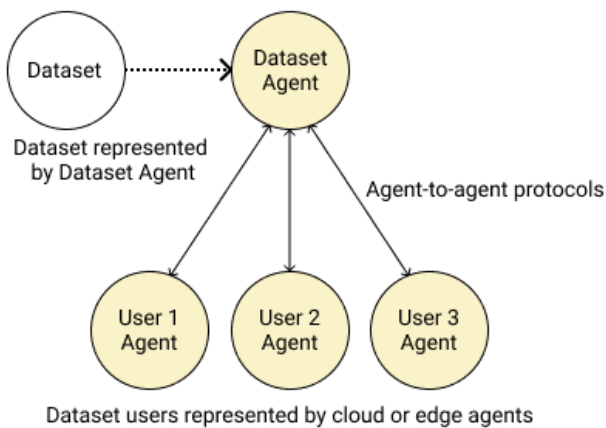 Dataset
Dataset
Agent
Dataset represented
by Dataset Agent
Agent-to-agent protocols
User 1
Agent
User 2
Agent
User 3
Agent
Dataset users represented by cloud or edge agents